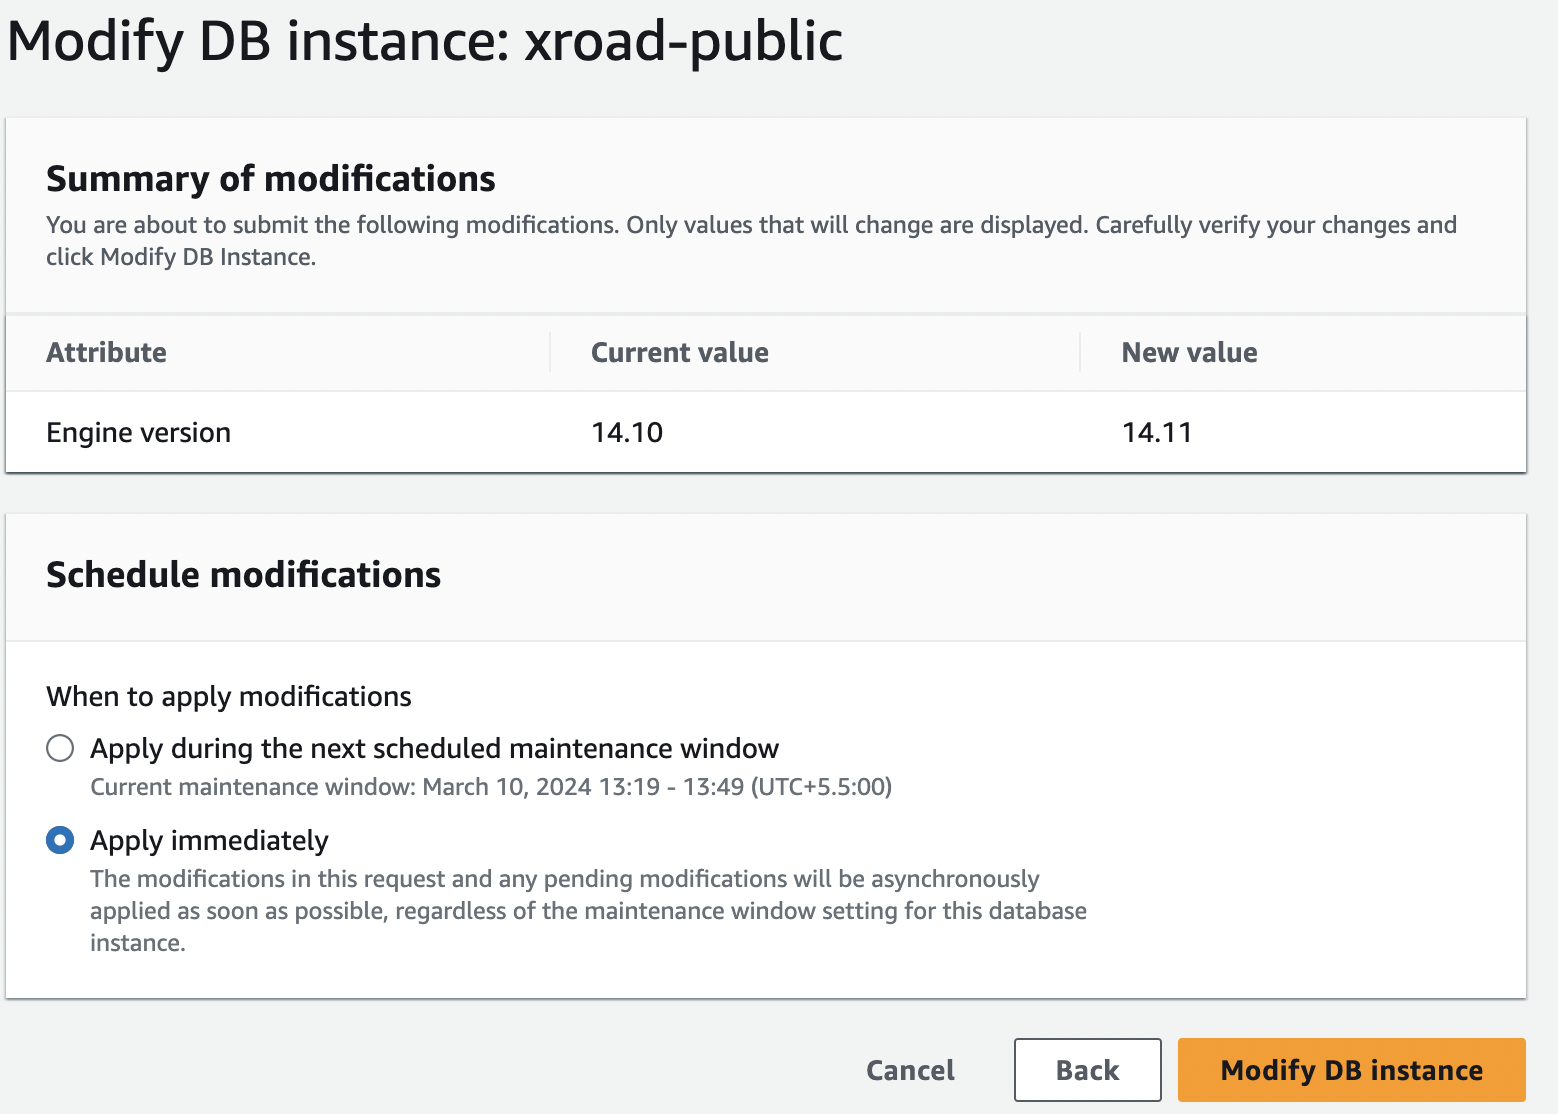 Modify DB instance: xroad-public
Summary of modifications
You are about to submit the following modifications. Only values that will change are displayed. Carefully verify your changes and
click Modify DB Instance.
Attribute Current value New value
Engine version 14.10 14.11
Schedule modifications
When to apply modifications
Apply during the next scheduled maintenance window
Current maintenance window: March 10, 2024 13:19 - 13:49 (UTC+5.5:00)
Apply immediately
The modifications in this request and any pending modifications will be asynchronously
applied as soon as possible, regardless of the maintenance window setting for this database
instance.
Cancel Back Modify DB instance